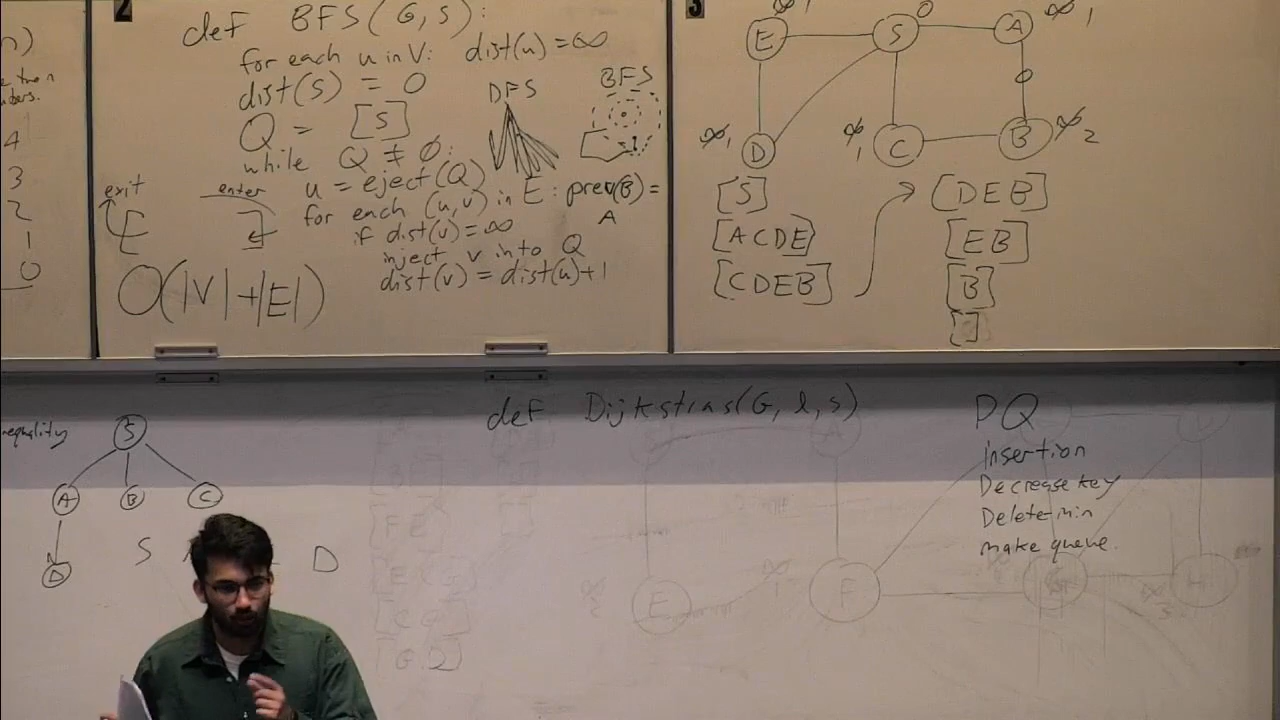 n)
4
3
2
1
0
2
def BFS(G,S):
for each u in V: dist(u) = ∞
dist(S) = 0
Q = [S]
while Q ≠ ∅:
u = eject(Q)
for each (u,v) in E: prev(B) =
A
if dist(v) = ∞
inject v into Q
dist(v) = dist(u)+1
DFS
BFS
exit
enter
O(|V|+|E|)
3
E
S
0
A
∞ 1
D
∞ 1
C
∞ 1
B
∞ 2
[S]
[ACDE]
[CDEB]
[DEB]
[EB]
[B]
[]
S
A
B
C
D
S
D
def Dijkstras(G, l, s)
PQ
insertion
Decrease key
Delete-min
make queue.
E
F
H